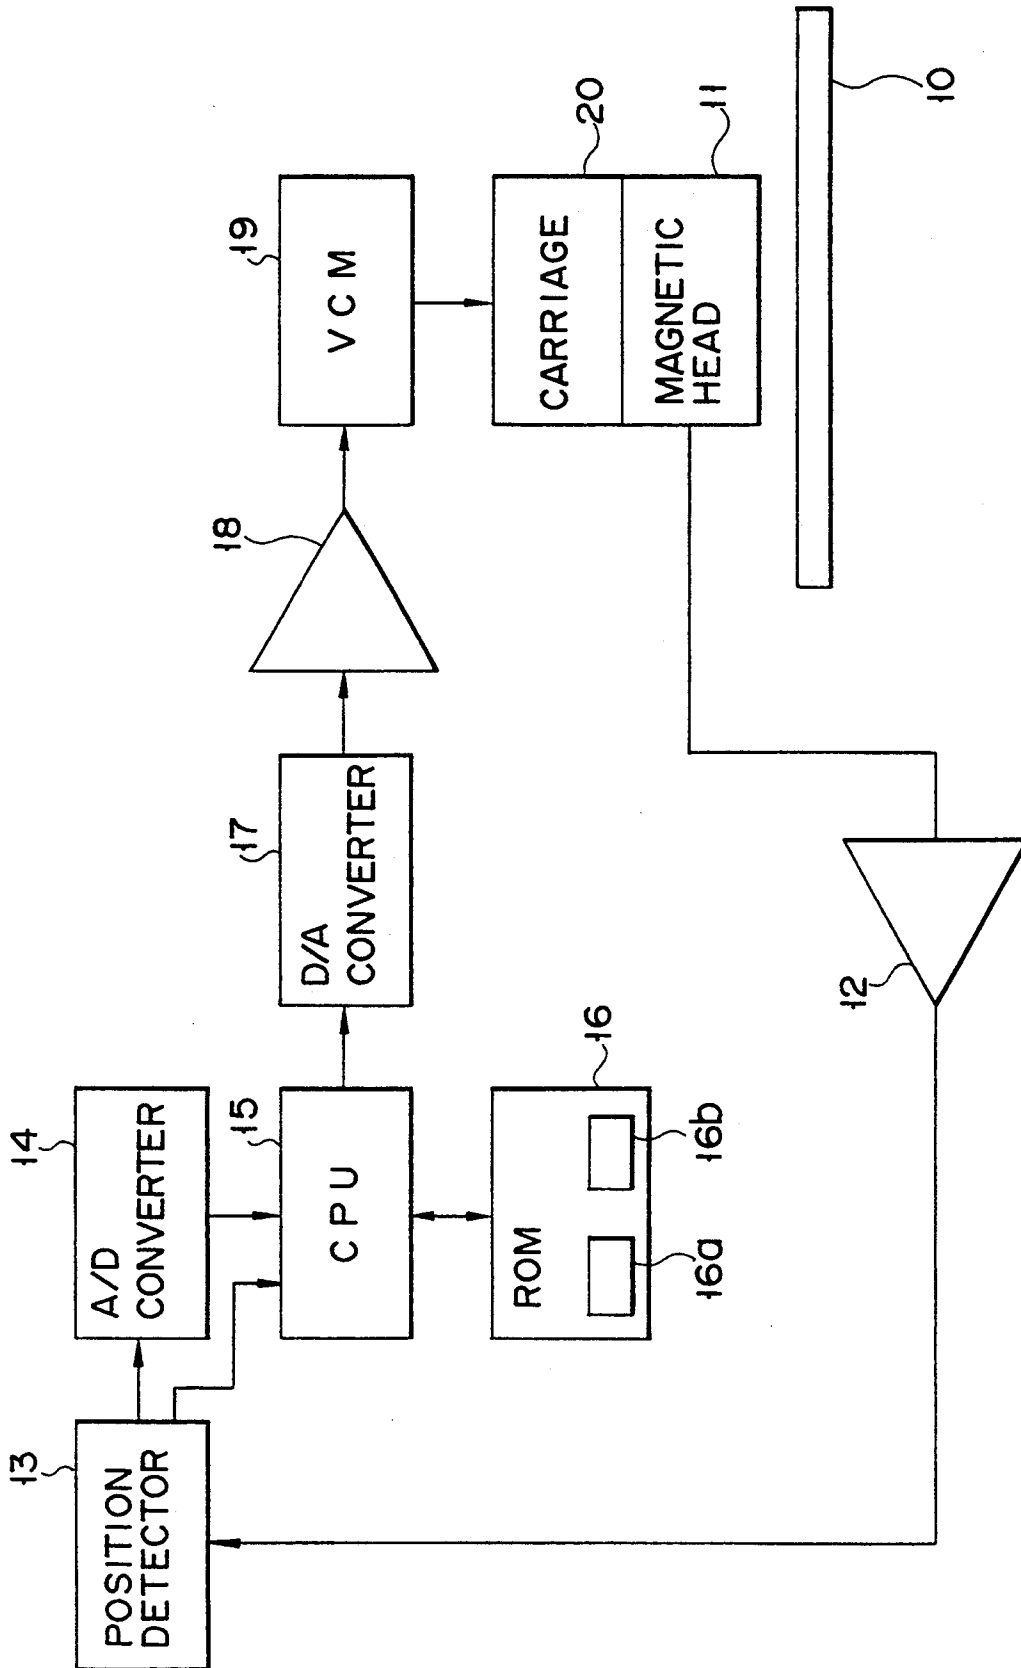 13
POSITION
DETECTOR
14
A/D
CONVERTER
15
CPU
16
ROM
16a
16b
17
D/A
CONVERTER
18
19
VCM
20
CARRIAGE
11
MAGNETIC
HEAD
10
12